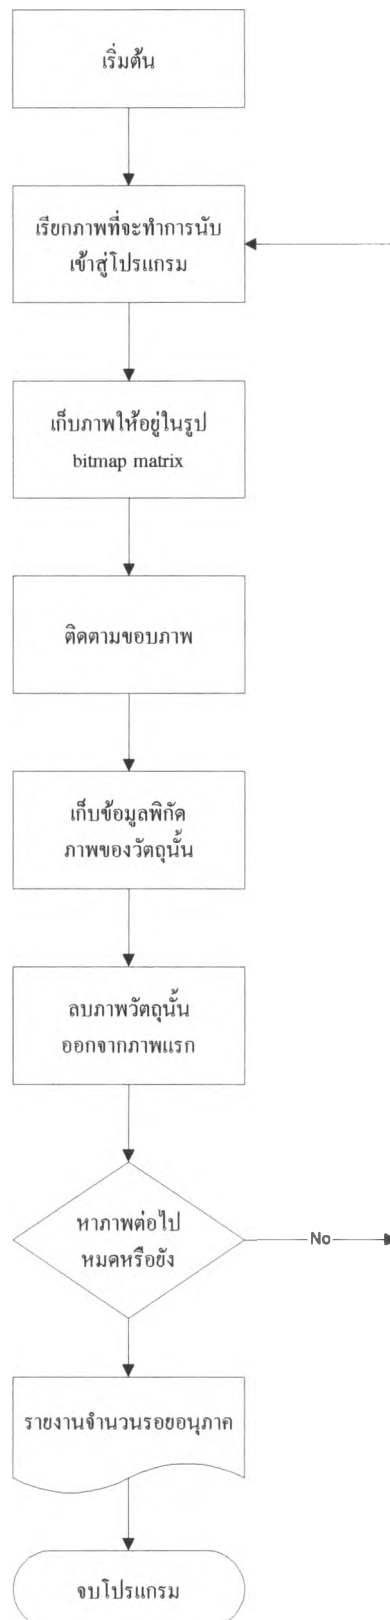 เริ่มต้น
เรียกภาพที่จะทำการนับ
เข้าสู่โปรแกรม
เก็บภาพให้อยู่ในรูป
bitmap matrix
ติดตามขอบภาพ
เก็บข้อมูลพิกัด
ภาพของวัตถุนั้น
ลบภาพวัตถุนั้น
ออกจากภาพแรก
หาภาพต่อไป
หมดหรือยัง
No
รายงานจำนวนรอยอนุภาค
จบโปรแกรม